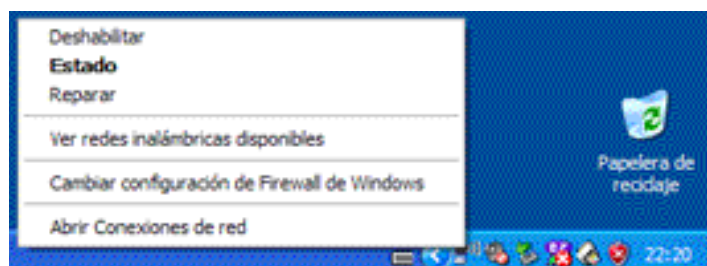 Deshabilitar
Estado
Reparar
Ver redes inalámbricas disponibles
Cambiar configuración de Firewall de Windows
Abrir Conexiones de red
Papelera de
reciclaje
22:20